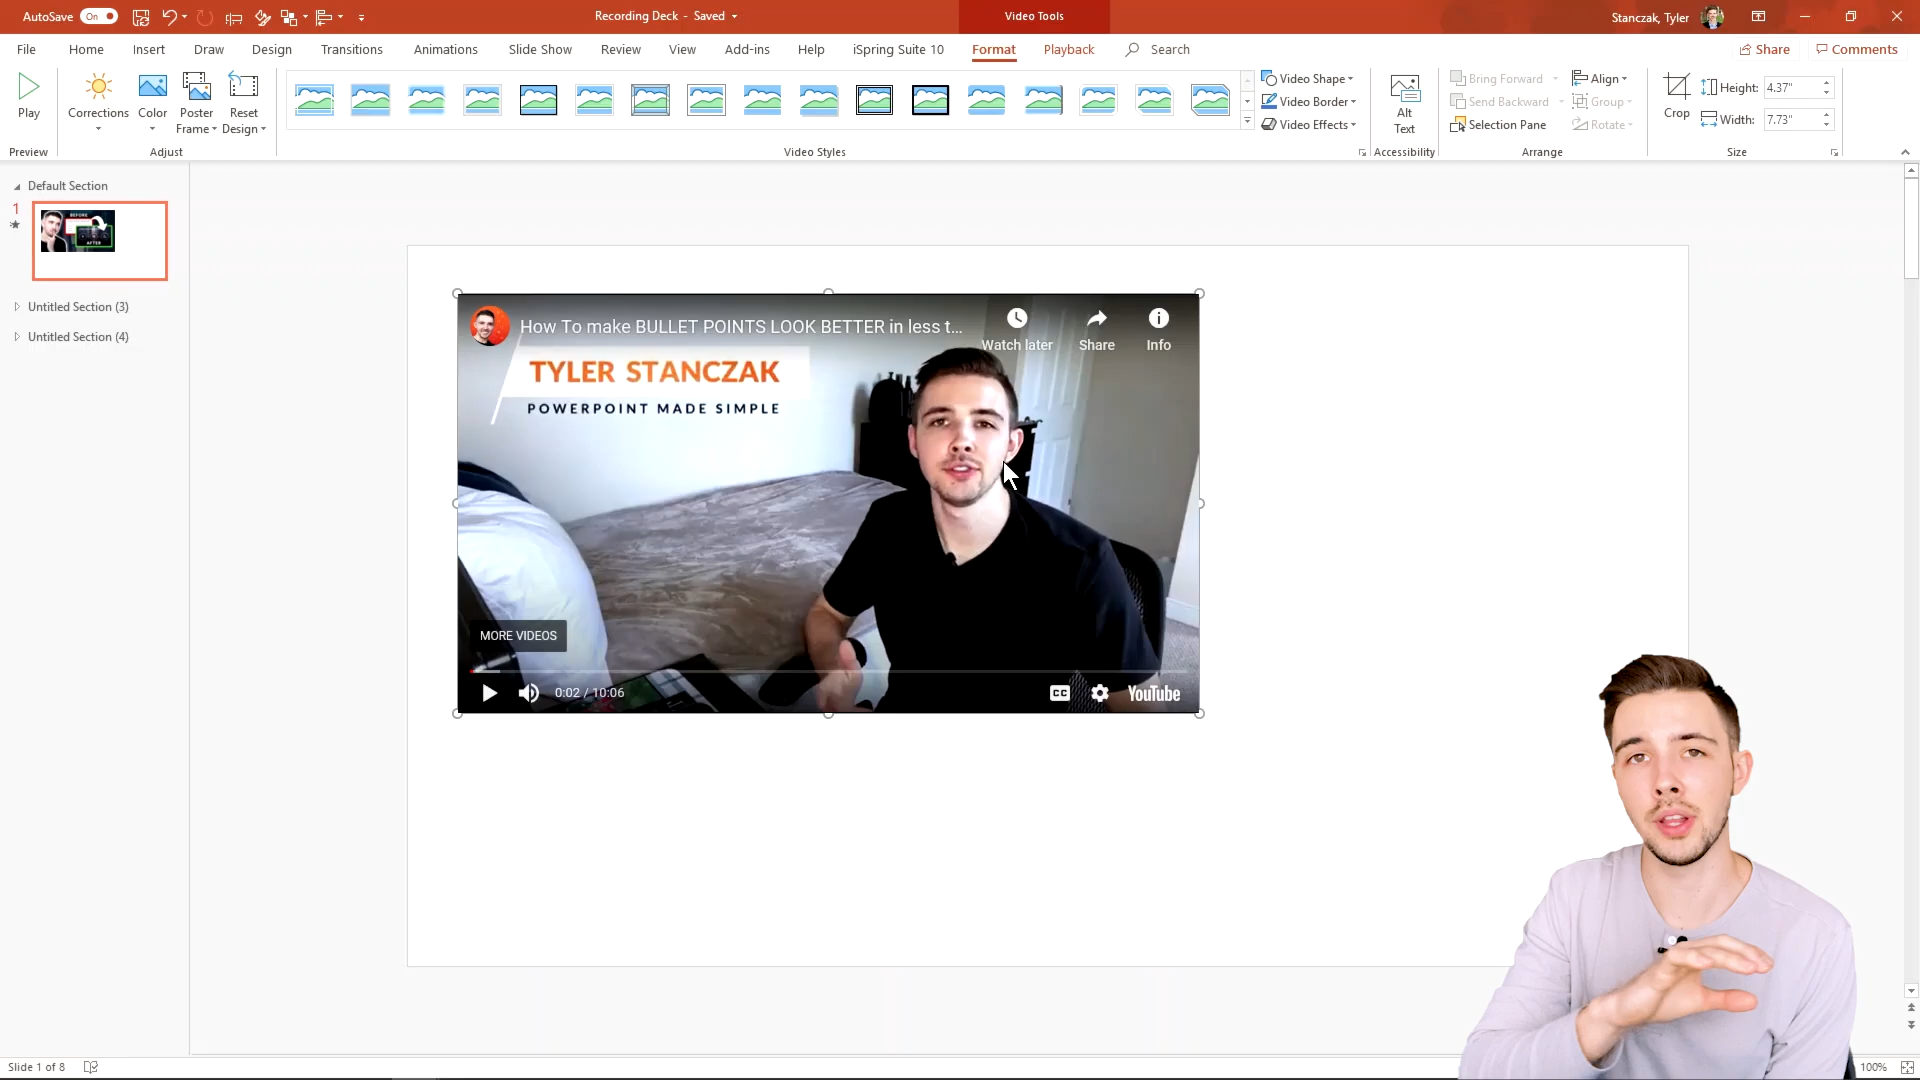 AutoSave On
Recording Deck - Saved
Video Tools
Stanczak, Tyler
File Home Insert Draw Design Transitions Animations Slide Show Review View Add-ins Help iSpring Suite 10 Format Playback Search
Share Comments
Play
Corrections
Color
Poster Frame
Reset Design
Video Shape
Video Border
Video Effects
Alt Text
Bring Forward
Send Backward
Selection Pane
Align
Group
Rotate
Crop
Height: 4.37"
Width: 7.73"
Preview Adjust Video Styles Accessibility Arrange Size
Default Section
1
BEFORE
AFTER
Untitled Section (3)
Untitled Section (4)
How To make BULLET POINTS LOOK BETTER in less t...
Watch later Share Info
TYLER STANCZAK
POWERPOINT MADE SIMPLE
MORE VIDEOS
0:02 / 10:06
CC
YouTube
Slide 1 of 8
100%